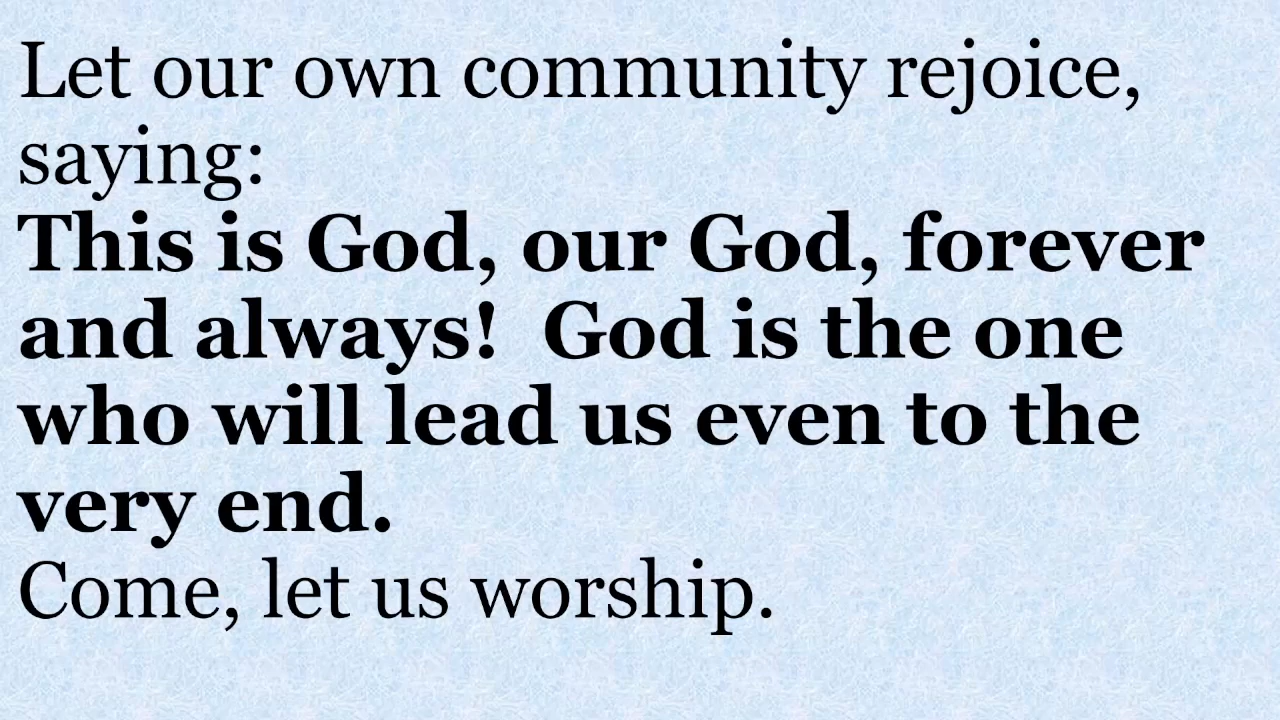 Let our own community rejoice,
saying:
This is God, our God, forever
and always!  God is the one
who will lead us even to the
very end.
Come, let us worship.